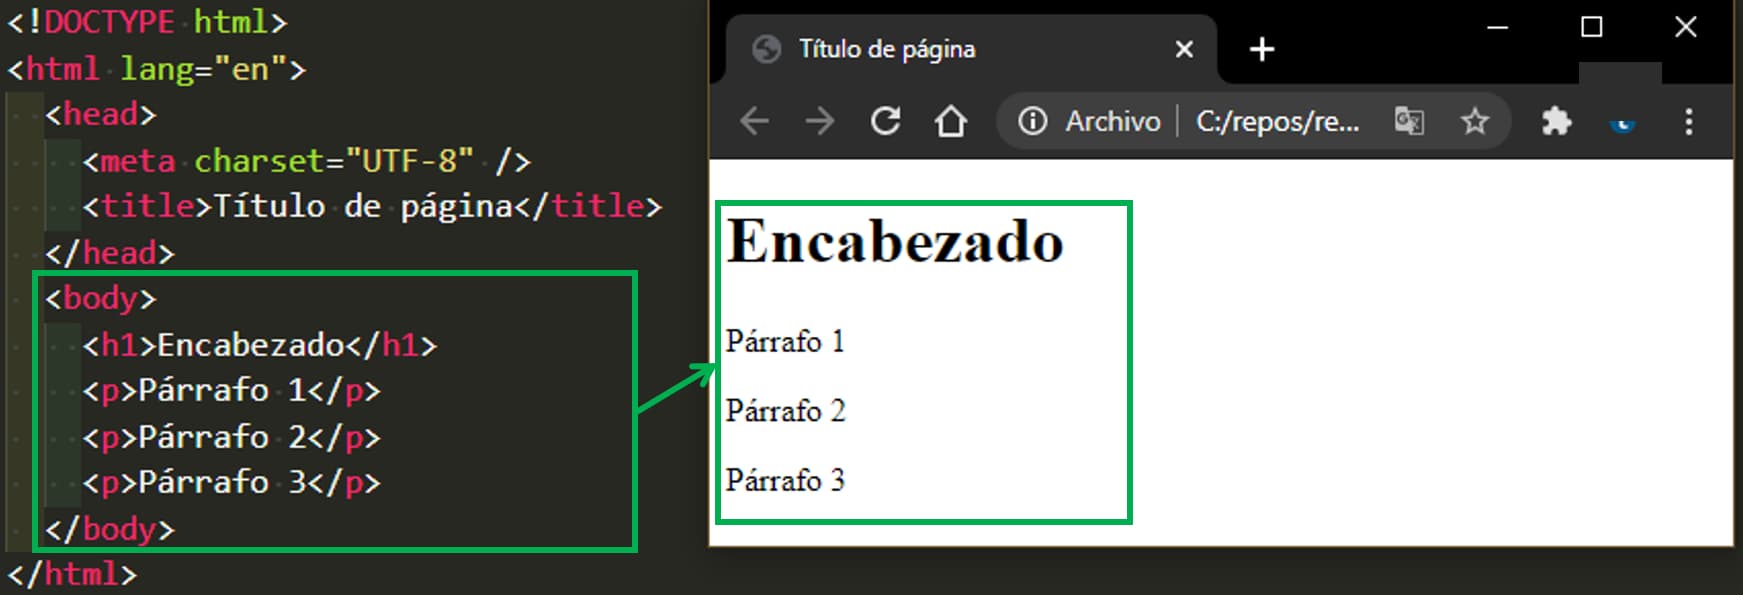 <!DOCTYPE html>
<html lang="en">
<head>
<meta charset="UTF-8" />
<title>Título de página</title>
</head>
<body>
<h1>Encabezado</h1>
<p>Párrafo 1</p>
<p>Párrafo 2</p>
<p>Párrafo 3</p>
</body>
</html>
Título de página
Archivo C:/repos/re...
Encabezado
Párrafo 1
Párrafo 2
Párrafo 3